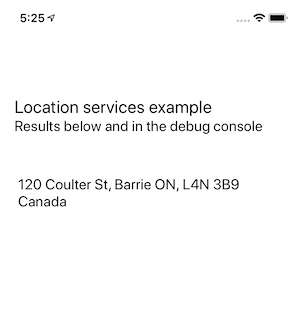 5:25
Location services example
Results below and in the debug console
120 Coulter St, Barrie ON, L4N 3B9
Canada